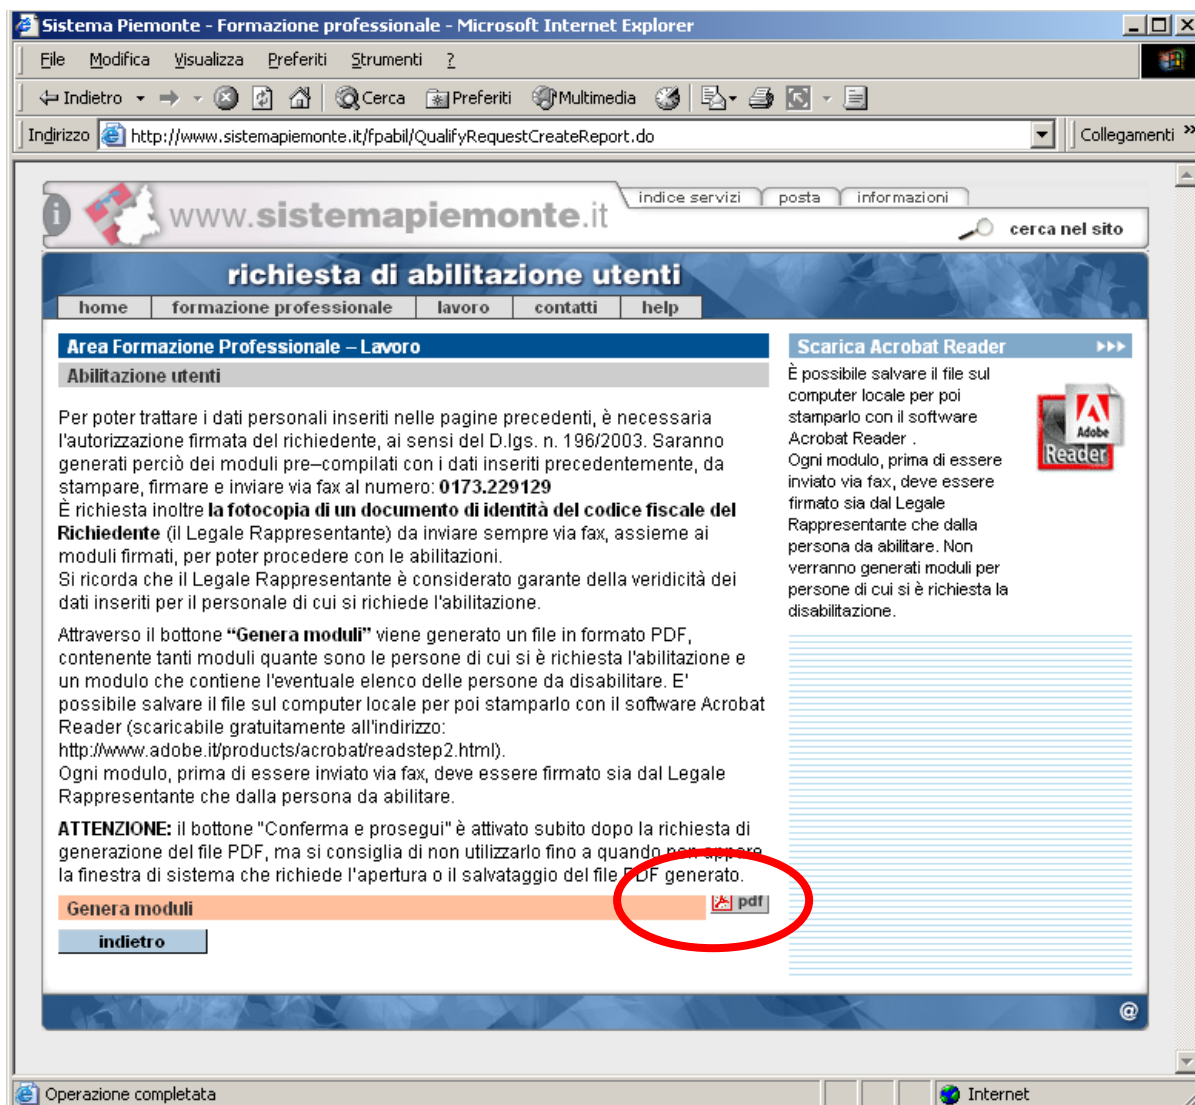 Sistema Piemonte - Formazione professionale - Microsoft Internet Explorer
File Modifica Visualizza Preferiti Strumenti ?
Indietro Cerca Preferiti Multimedia
Indirizzo http://www.sistemapiemonte.it/fpabil/QualifyRequestCreateReport.do Collegamenti »
indice servizi posta informazioni
i www.sistemapiemonte.it
cerca nel sito
richiesta di abilitazione utenti
home formazione professionale lavoro contatti help
Area Formazione Professionale – Lavoro
Abilitazione utenti
Per poter trattare i dati personali inseriti nelle pagine precedenti, è necessaria
l'autorizzazione firmata del richiedente, ai sensi del D.lgs. n. 196/2003. Saranno
generati perciò dei moduli pre–compilati con i dati inseriti precedentemente, da
stampare, firmare e inviare via fax al numero: 0173.229129
È richiesta inoltre la fotocopia di un documento di identità del codice fiscale del
Richiedente (il Legale Rappresentante) da inviare sempre via fax, assieme ai
moduli firmati, per poter procedere con le abilitazioni.
Si ricorda che il Legale Rappresentante è considerato garante della veridicità dei
dati inseriti per il personale di cui si richiede l'abilitazione.
Attraverso il bottone “Genera moduli” viene generato un file in formato PDF,
contenente tanti moduli quante sono le persone di cui si è richiesta l'abilitazione e
un modulo che contiene l'eventuale elenco delle persone da disabilitare. E'
possibile salvare il file sul computer locale per poi stamparlo con il software Acrobat
Reader (scaricabile gratuitamente all'indirizzo:
http://www.adobe.it/products/acrobat/readstep2.html).
Ogni modulo, prima di essere inviato via fax, deve essere firmato sia dal Legale
Rappresentante che dalla persona da abilitare.
ATTENZIONE: il bottone "Conferma e prosegui" è attivato subito dopo la richiesta di
generazione del file PDF, ma si consiglia di non utilizzarlo fino a quando non appare
la finestra di sistema che richiede l'apertura o il salvataggio del file PDF generato.
Genera moduli pdf
indietro
Scarica Acrobat Reader
È possibile salvare il file sul
computer locale per poi
stamparlo con il software
Acrobat Reader .
Ogni modulo, prima di essere
inviato via fax, deve essere
firmato sia dal Legale
Rappresentante che dalla
persona da abilitare. Non
verranno generati moduli per
persone di cui si è richiesta la
disabilitazione.
Adobe
Reader
@
Operazione completata Internet